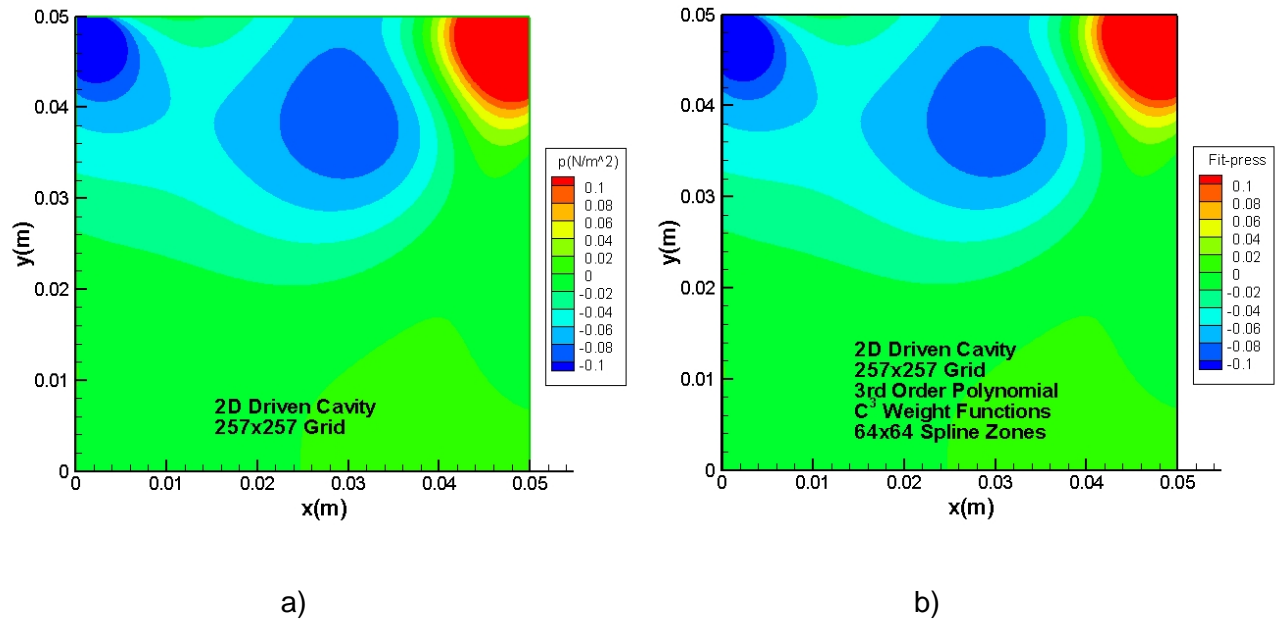 0.05
0.04
0.03
0.02
0.01
0
y(m)
0 0.01 0.02 0.03 0.04 0.05
x(m)
2D Driven Cavity
257x257 Grid
p(N/m^2)
0.1
0.08
0.06
0.04
0.02
0
-0.02
-0.04
-0.06
-0.08
-0.1
a)
0.05
0.04
0.03
0.02
0.01
0
y(m)
0 0.01 0.02 0.03 0.04 0.05
x(m)
2D Driven Cavity
257x257 Grid
3rd Order Polynomial
C³ Weight Functions
64x64 Spline Zones
Fit-press
0.1
0.08
0.06
0.04
0.02
0
-0.02
-0.04
-0.06
-0.08
-0.1
b)